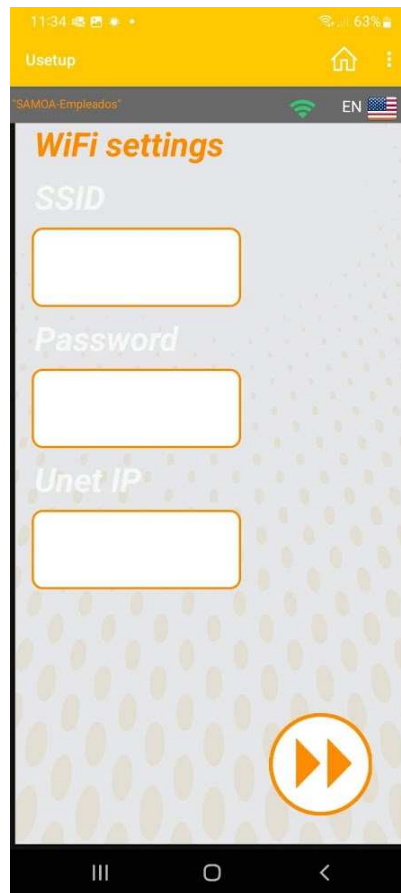 11:34
63%
Usetup
"SAMOA-Empleados"
EN
WiFi settings
SSID
Password
Unet IP